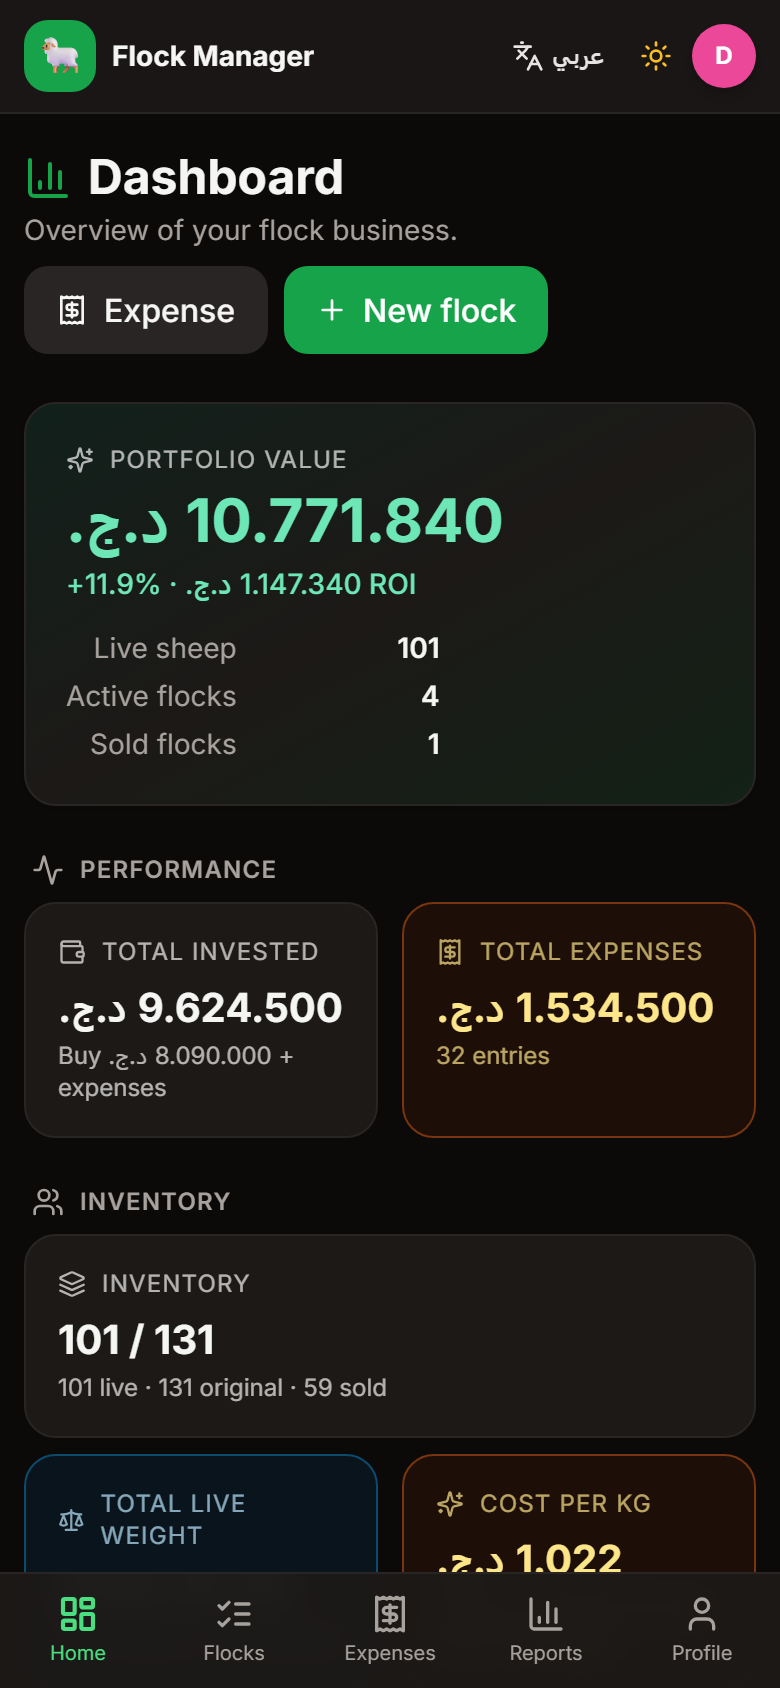 Flock Manager
عربي
D
Dashboard
Overview of your flock business.
Expense
New flock
PORTFOLIO VALUE
د.ج.‏ 10.771.840
+11.9% · د.ج.‏ 1.147.340 ROI
Live sheep 101
Active flocks 4
Sold flocks 1
PERFORMANCE
TOTAL INVESTED
د.ج.‏ 9.624.500
Buy د.ج.‏ 8.090.000 +
expenses
TOTAL EXPENSES
د.ج.‏ 1.534.500
32 entries
INVENTORY
INVENTORY
101 / 131
101 live · 131 original · 59 sold
TOTAL LIVE
WEIGHT
COST PER KG
د.ج.‏ 1.022
Home
Flocks
Expenses
Reports
Profile